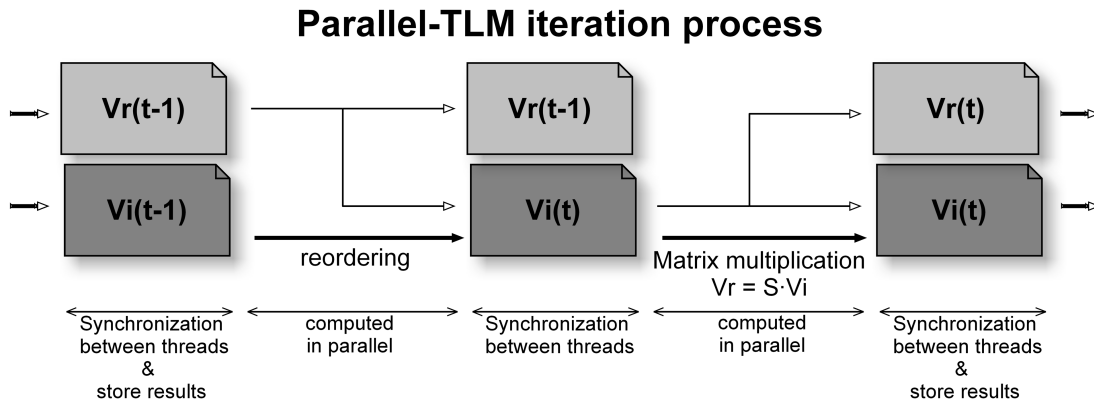 Parallel-TLM iteration process
Vr(t-1)
Vr(t-1)
Vr(t)
Vi(t-1)
Vi(t)
Vi(t)
reordering
Matrix multiplication
Vr = S·Vi
Synchronization
between threads
&
store results
computed
in parallel
Synchronization
between threads
computed
in parallel
Synchronization
between threads
&
store results